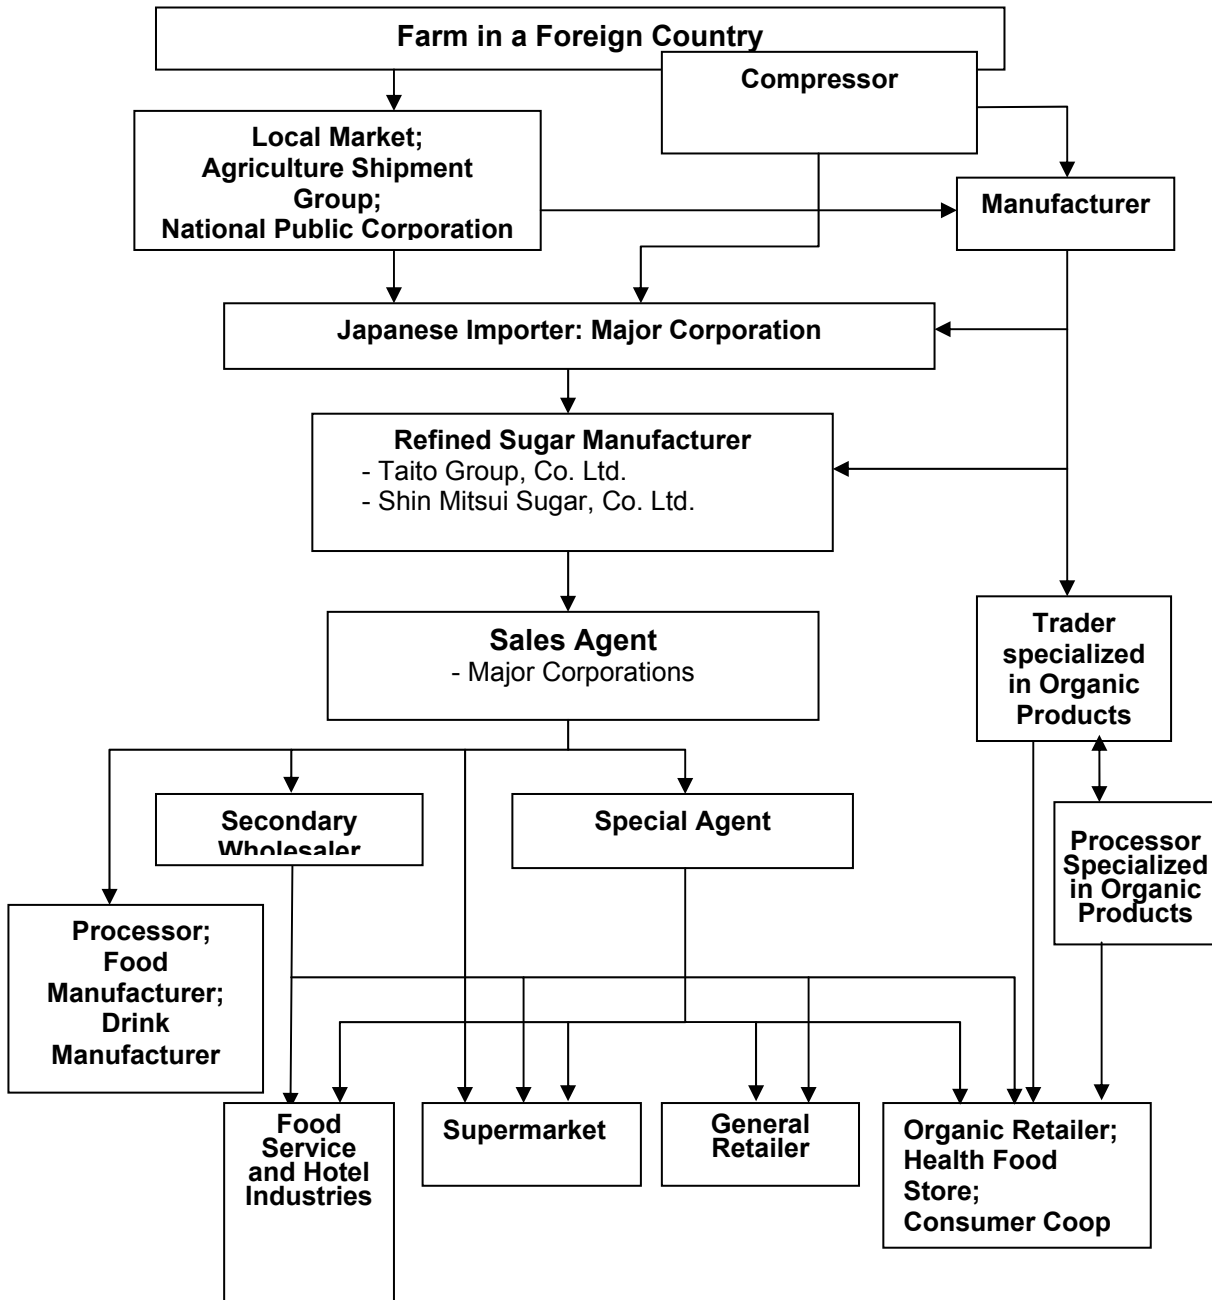 Farm in a Foreign Country
Compressor
Local Market;
Agriculture Shipment
Group;
National Public Corporation
Manufacturer
Japanese Importer: Major Corporation
Refined Sugar Manufacturer
- Taito Group, Co. Ltd.
- Shin Mitsui Sugar, Co. Ltd.
Sales Agent
- Major Corporations
Trader
specialized
in Organic
Products
Secondary
Wholesaler
Special Agent
Processor
Specialized
in Organic
Products
Processor;
Food
Manufacturer;
Drink
Manufacturer
Food
Service
and Hotel
Industries
Supermarket
General
Retailer
Organic Retailer;
Health Food
Store;
Consumer Coop